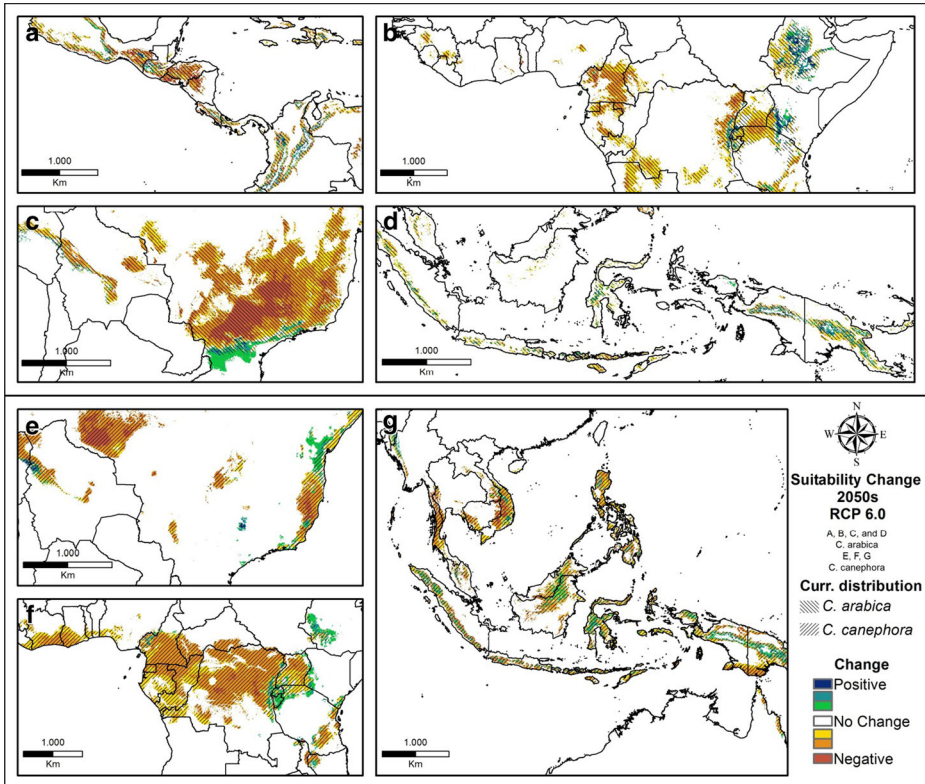 a
1.000
Km
b
1.000
Km
c
1.000
Km
d
1.000
Km
e
1.000
Km
f
1.000
Km
g
1.000
Km
N
W E
S
Suitability Change
2050s
RCP 6.0
A, B, C, and D
C. arabica
E, F, G
C. canephora
Curr. distribution
C. arabica
C. canephora
Change
Positive
No Change
Negative